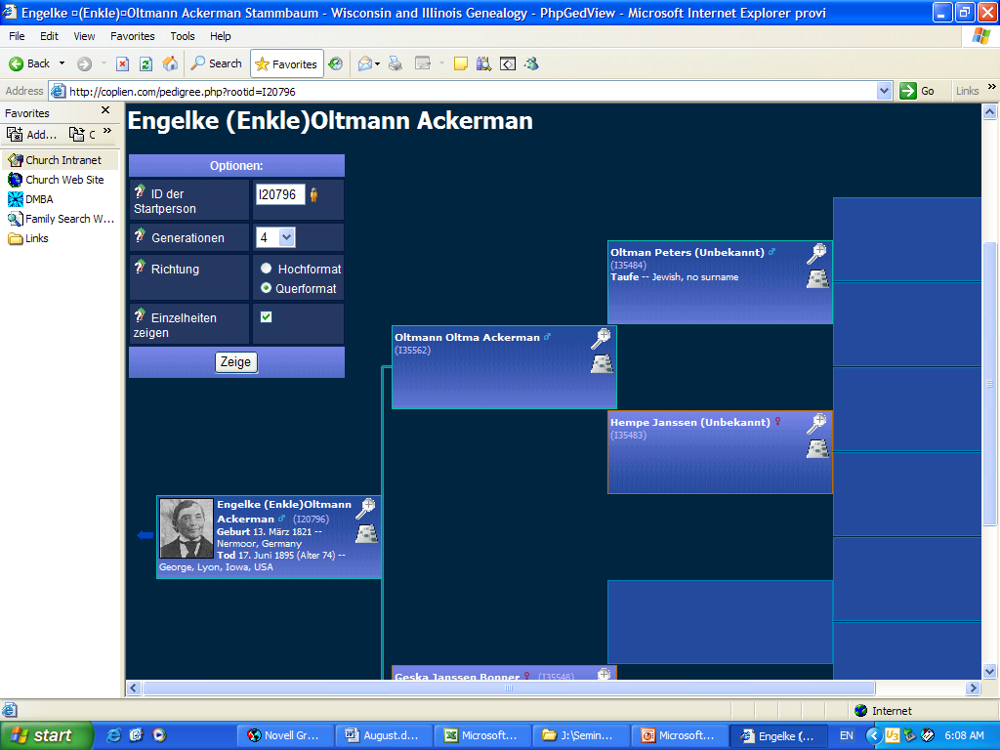 Engelke ¤(Enkle)¤Oltmann Ackerman Stammbaum - Wisconsin and Illinois Genealogy - PhpGedView - Microsoft Internet Explorer provi
File Edit View Favorites Tools Help
Back Search Favorites
Address http://coplien.com/pedigree.php?rootid=I20796 Go Links »
Favorites
Add... C »
Church Intranet
Church Web Site
DMBA
Family Search W...
Links
Engelke (Enkle)Oltmann Ackerman
Optionen:
ID der
Startperson
I20796
Generationen 4
Richtung
Hochformat
Querformat
Einzelheiten
zeigen
Zeige
Oltman Peters (Unbekannt) ♂
(I35484)
Taufe -- Jewish, no surname
Oltmann Oltma Ackerman ♂
(I35562)
Hempe Janssen (Unbekannt) ♀
(I35483)
Engelke (Enkle)Oltmann
Ackerman ♂ (I20796)
Geburt 13. März 1821 --
Nermoor, Germany
Tod 17. Juni 1895 (Alter 74) --
George, Lyon, Iowa, USA
Geska Janssen Bonner ♀ (I35548)
Internet
start
Novell Gr...
August.d...
Microsoft...
J:\Semin...
Microsoft...
Engelke (...
EN
U3
6:08 AM